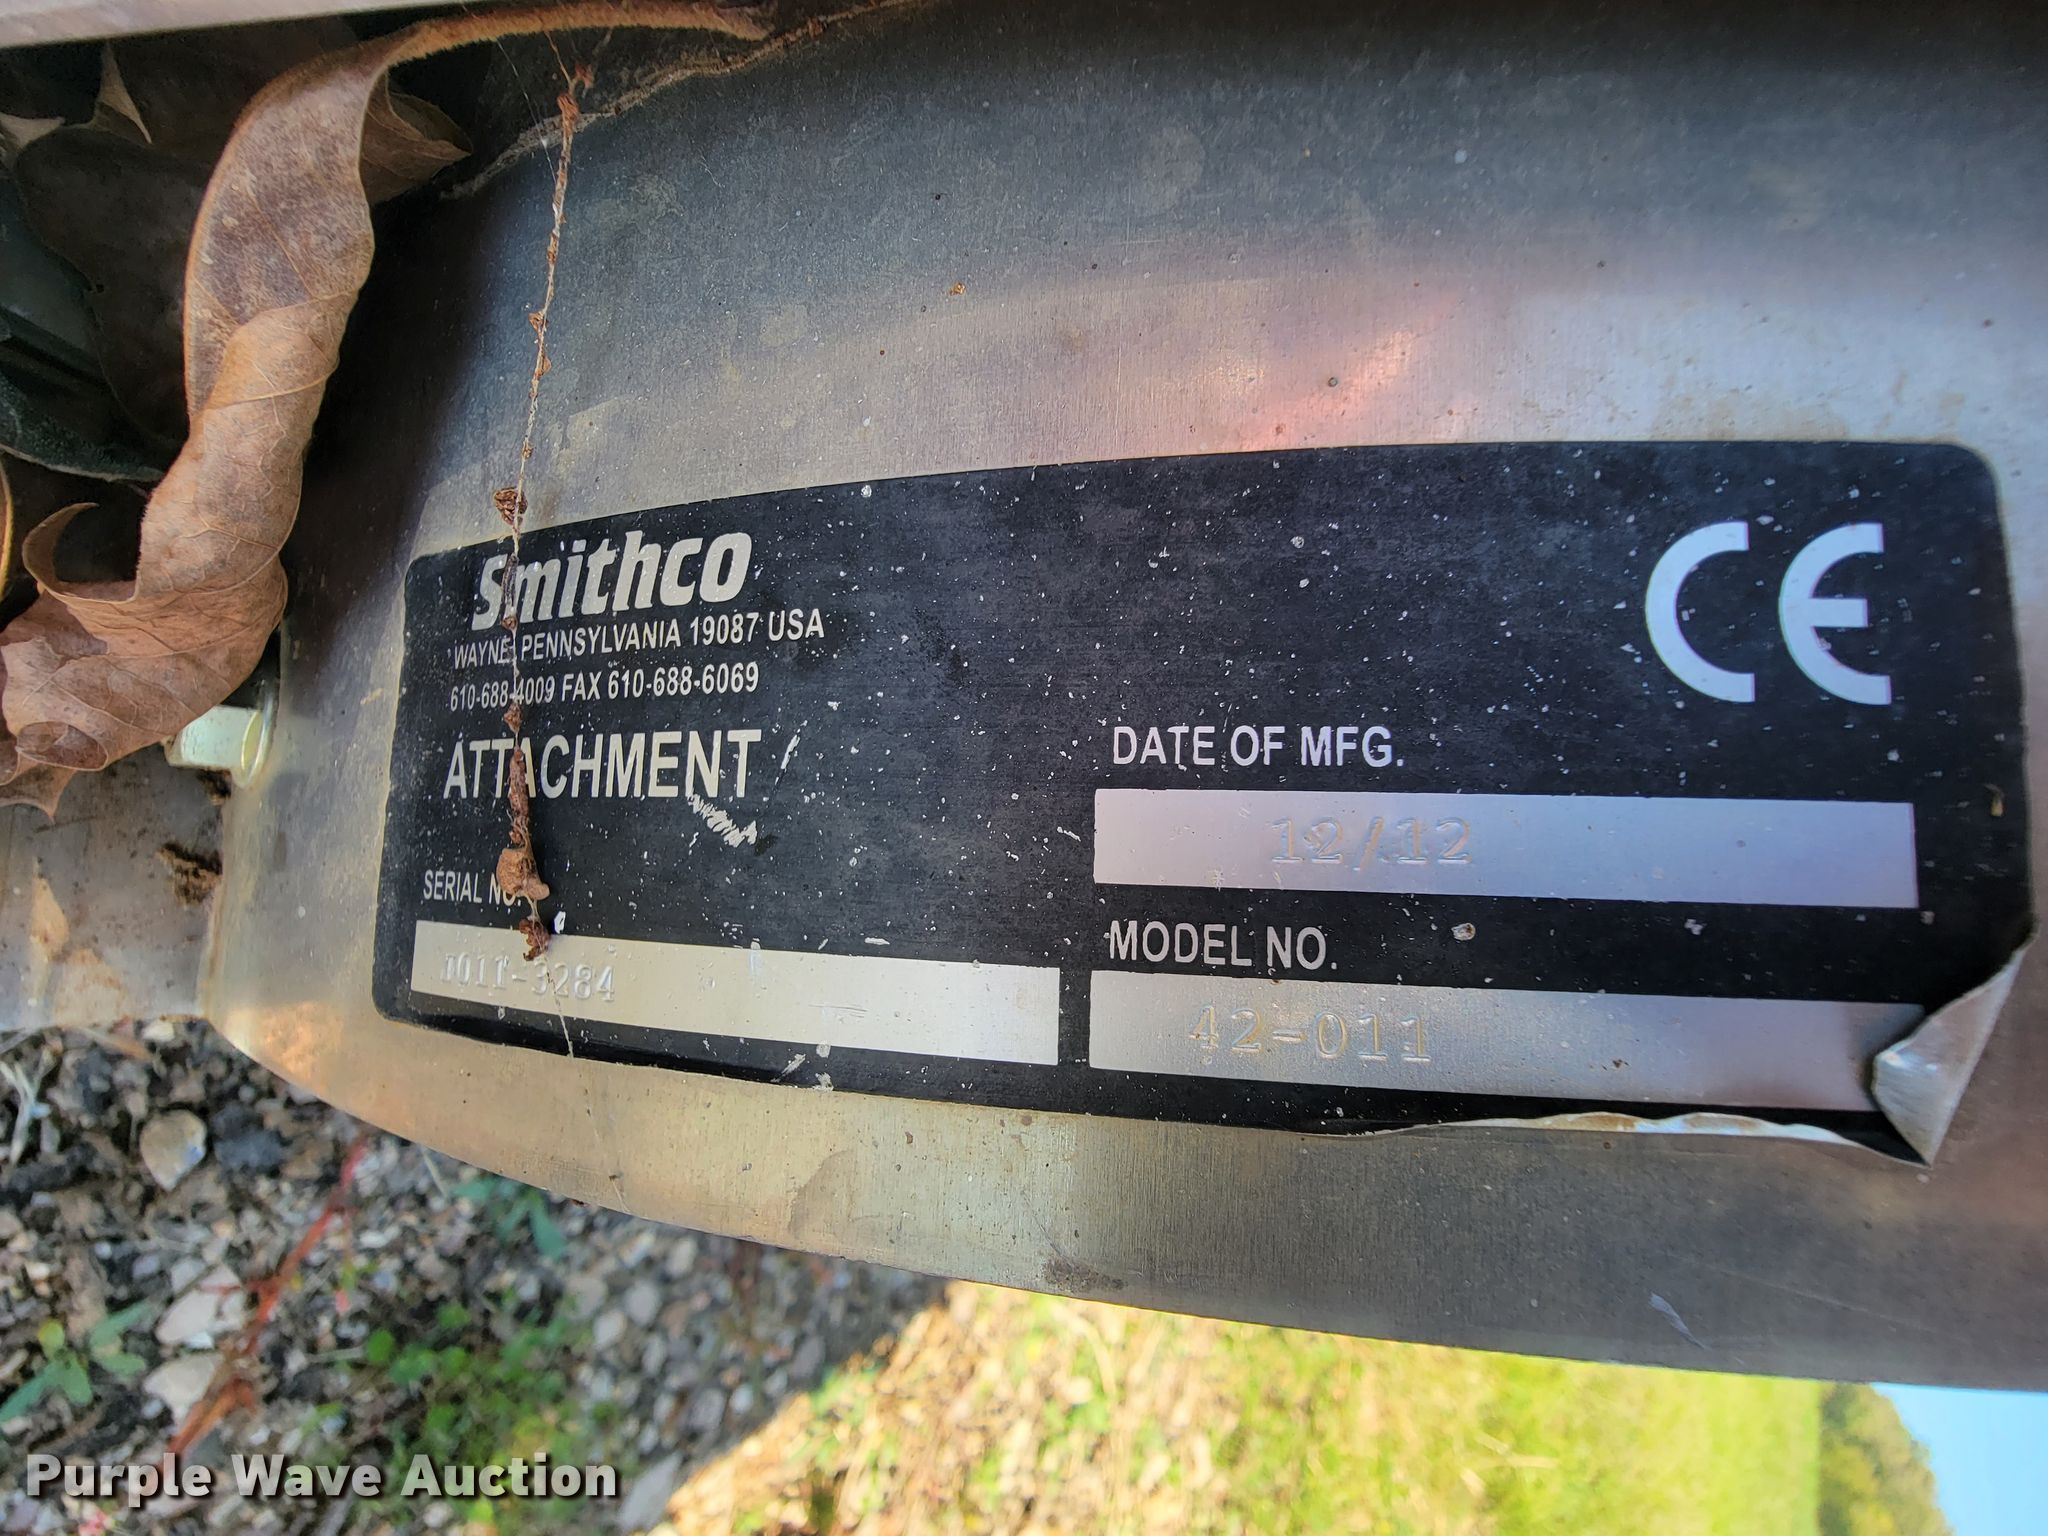 Smithco
WAYNE, PENNSYLVANIA 19087 USA
610-688-4009 FAX 610-688-6069
ATTACHMENT
SERIAL NO.
CE
DATE OF MFG.
12/12
MODEL NO.
42-011
Purple Wave Auction